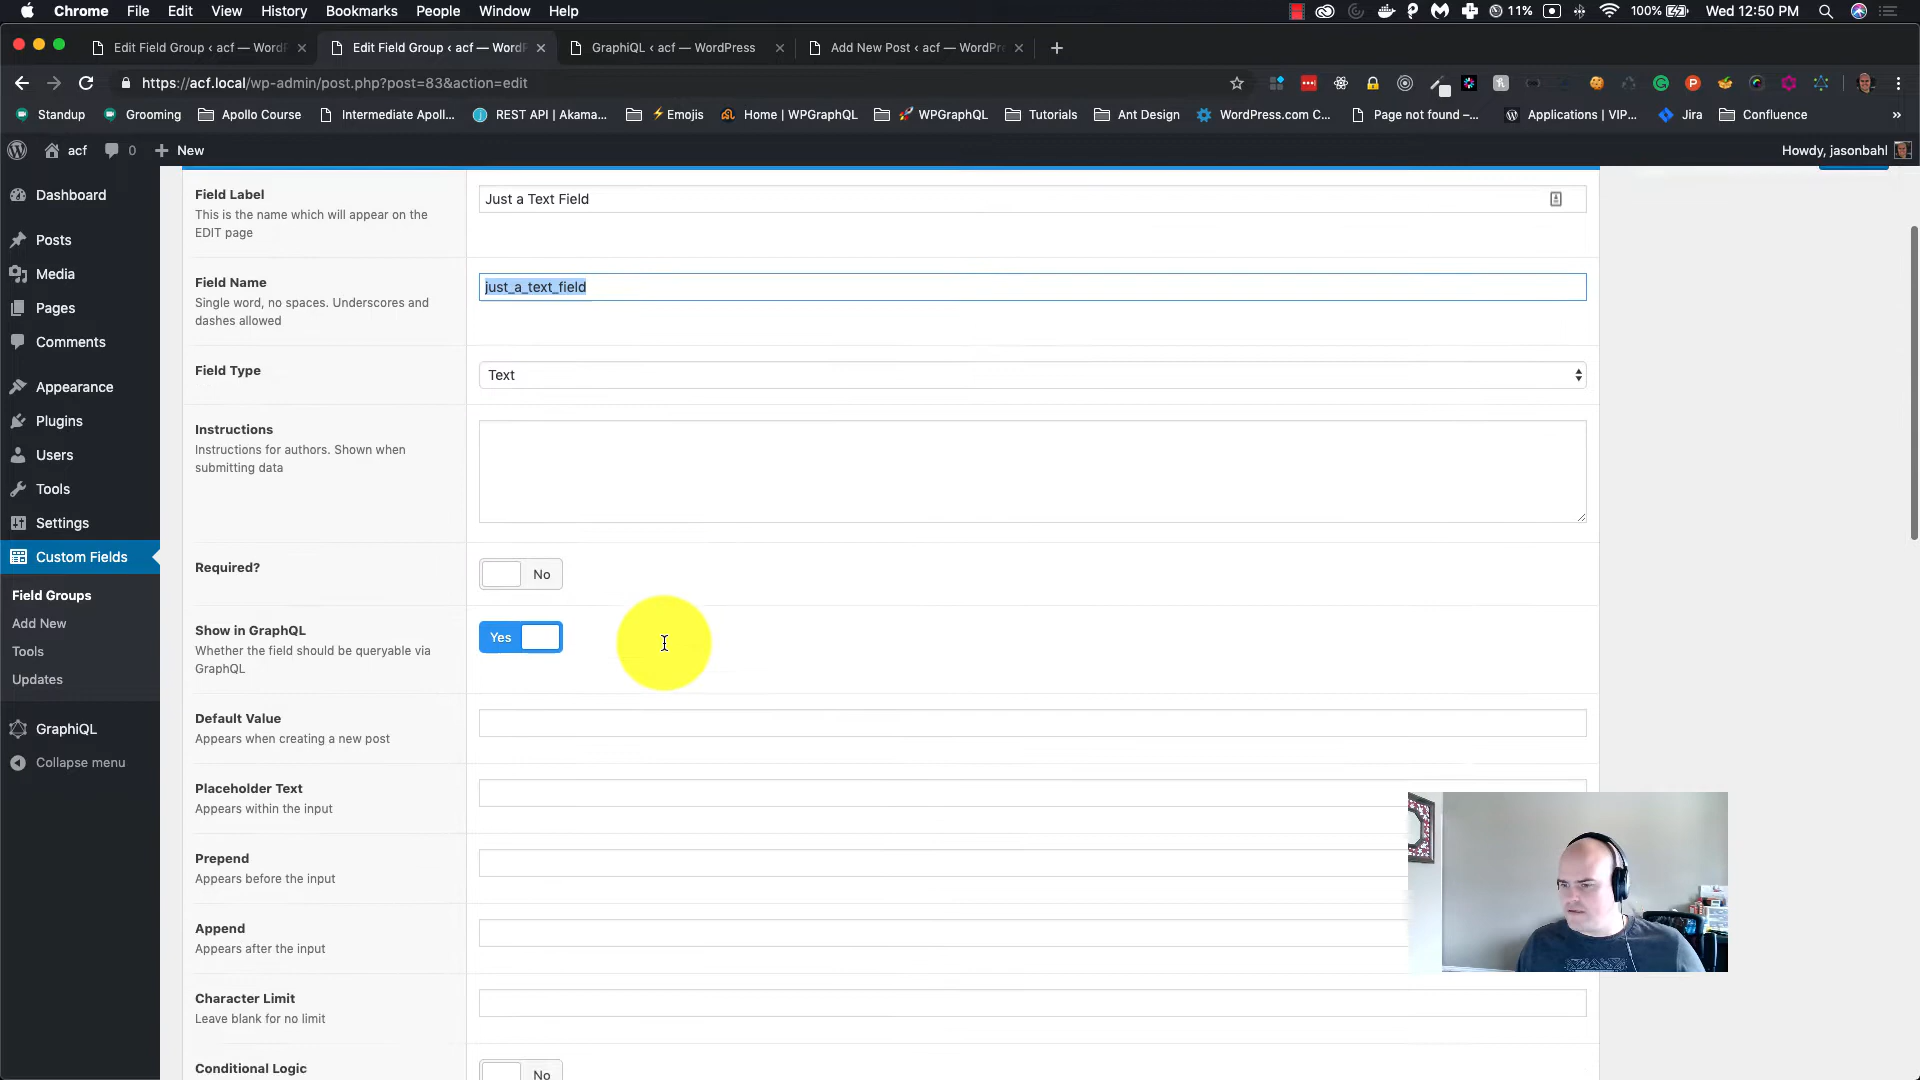 Chrome File Edit View History Bookmarks People Window Help 11% 100% Wed 12:50 PM
Edit Field Group ‹ acf — WordP Edit Field Group ‹ acf — WordP GraphiQL ‹ acf — WordPress Add New Post ‹ acf — WordPr
https://acf.local/wp-admin/post.php?post=83&action=edit
Standup Grooming Apollo Course Intermediate Apoll... REST API | Akama... ⚡Emojis Home | WPGraphQL 🚀 WPGraphQL Tutorials Ant Design WordPress.com C... Page not found –... Applications | VIP... Jira Confluence »
acf 0 + New Howdy, jasonbahl
Dashboard
Posts
Media
Pages
Comments
Appearance
Plugins
Users
Tools
Settings
Custom Fields
Field Groups
Add New
Tools
Updates
GraphiQL
Collapse menu
Field Label
This is the name which will appear on the
EDIT page
Just a Text Field
Field Name
Single word, no spaces. Underscores and
dashes allowed
just_a_text_field
Field Type
Text
Instructions
Instructions for authors. Shown when
submitting data
Required?
No
Show in GraphQL
Whether the field should be queryable via
GraphQL
Yes
Default Value
Appears when creating a new post
Placeholder Text
Appears within the input
Prepend
Appears before the input
Append
Appears after the input
Character Limit
Leave blank for no limit
Conditional Logic
No